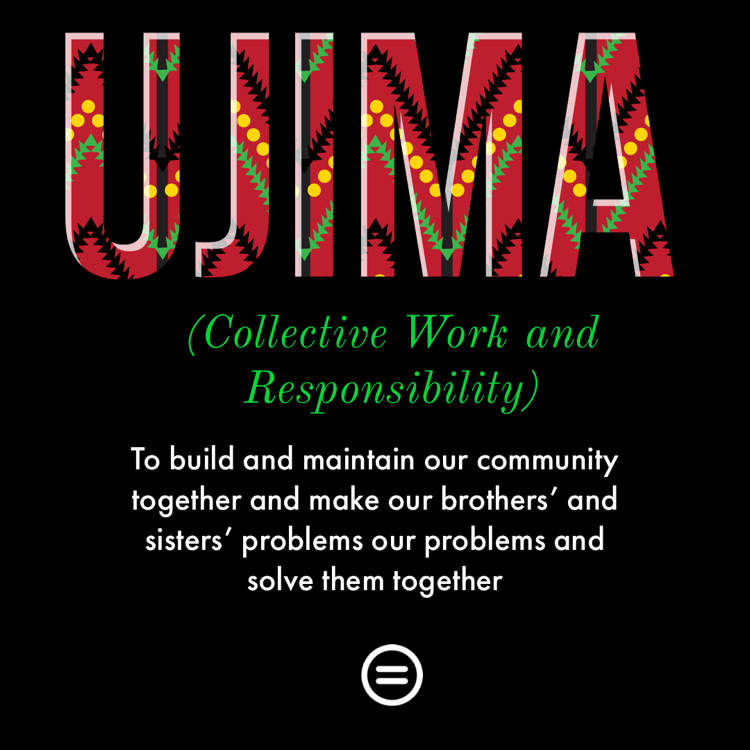 UJIMA
(Collective Work and
Responsibility)
To build and maintain our community
together and make our brothers’ and
sisters’ problems our problems and
solve them together